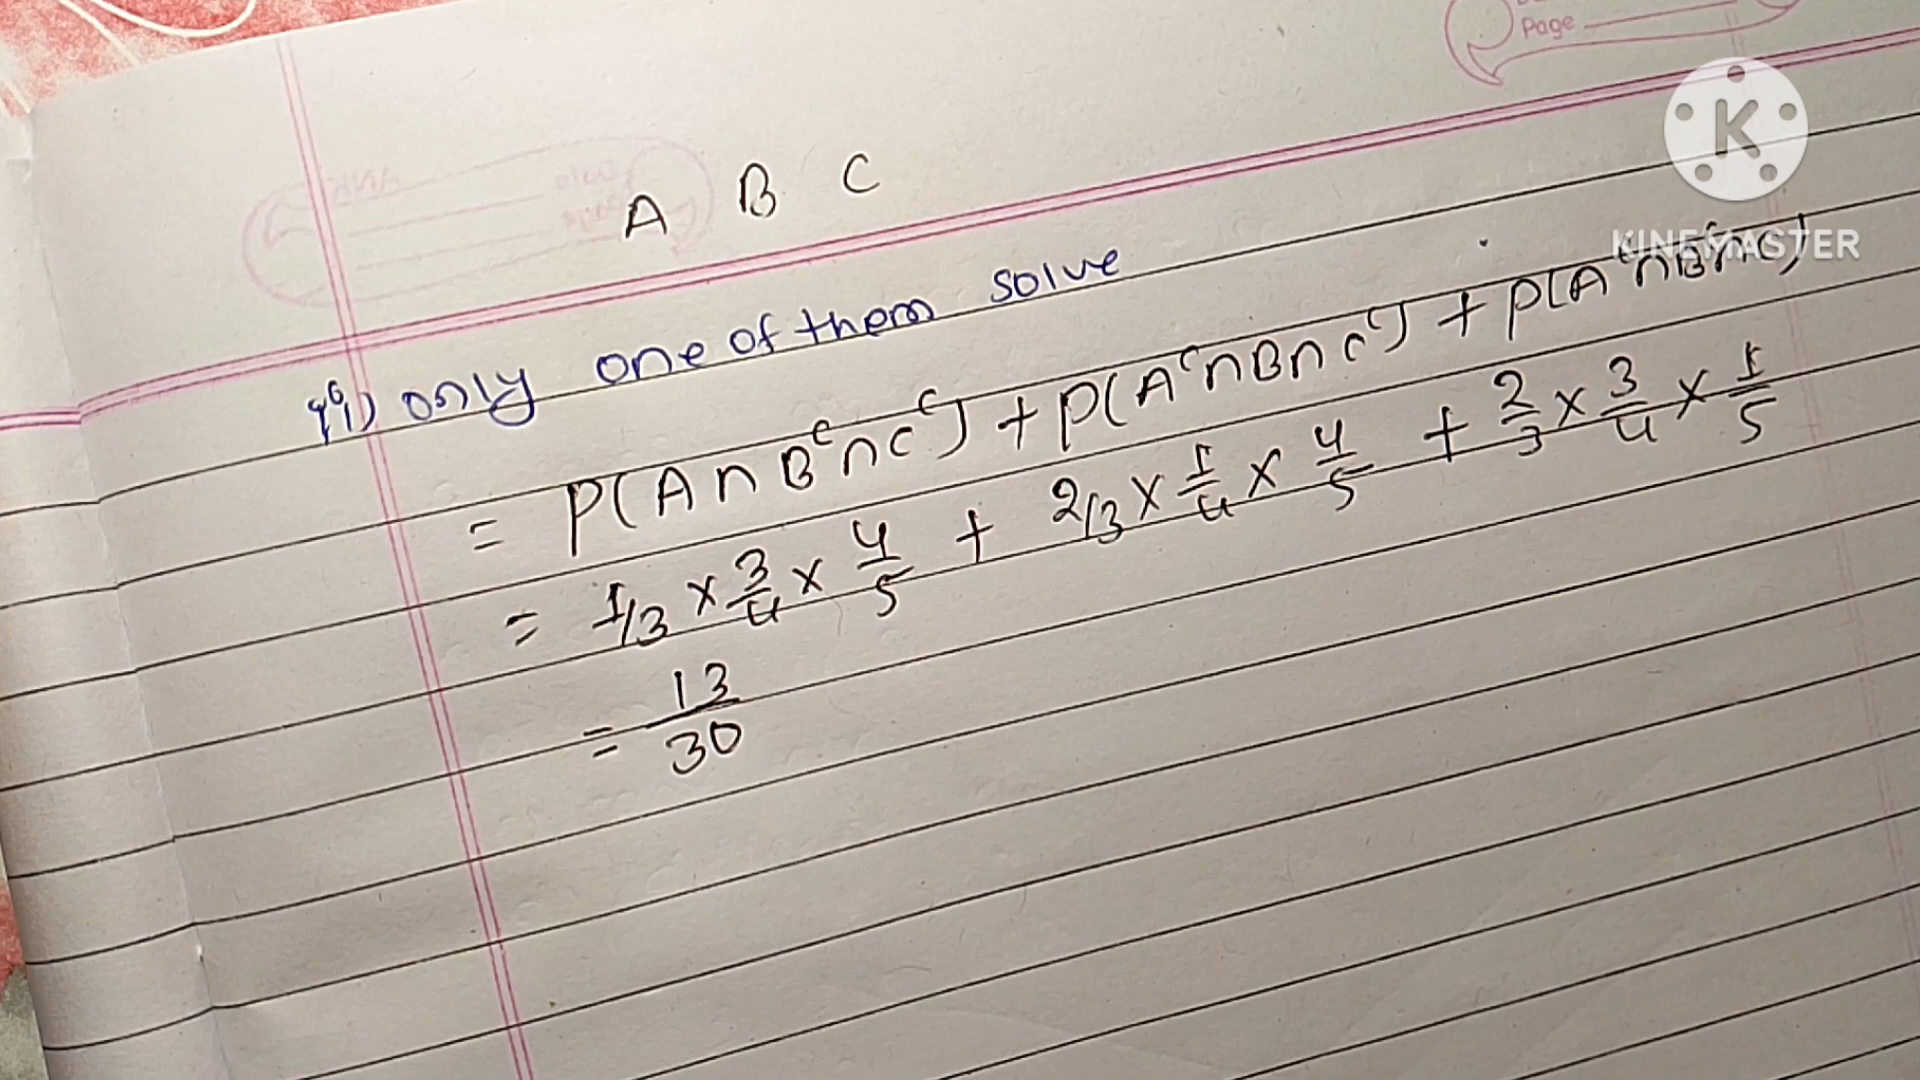 Page
A B C
(ii) only one of them solve
= P(A∩B^c∩C^c) + P(A^c∩B∩C^c) + P(A^c∩B^c∩C)
= 1/3 × 3/4 × 4/5 + 2/3 × 1/4 × 4/5 + 2/3 × 3/4 × 1/5
= 13/30
K
KINEMASTER